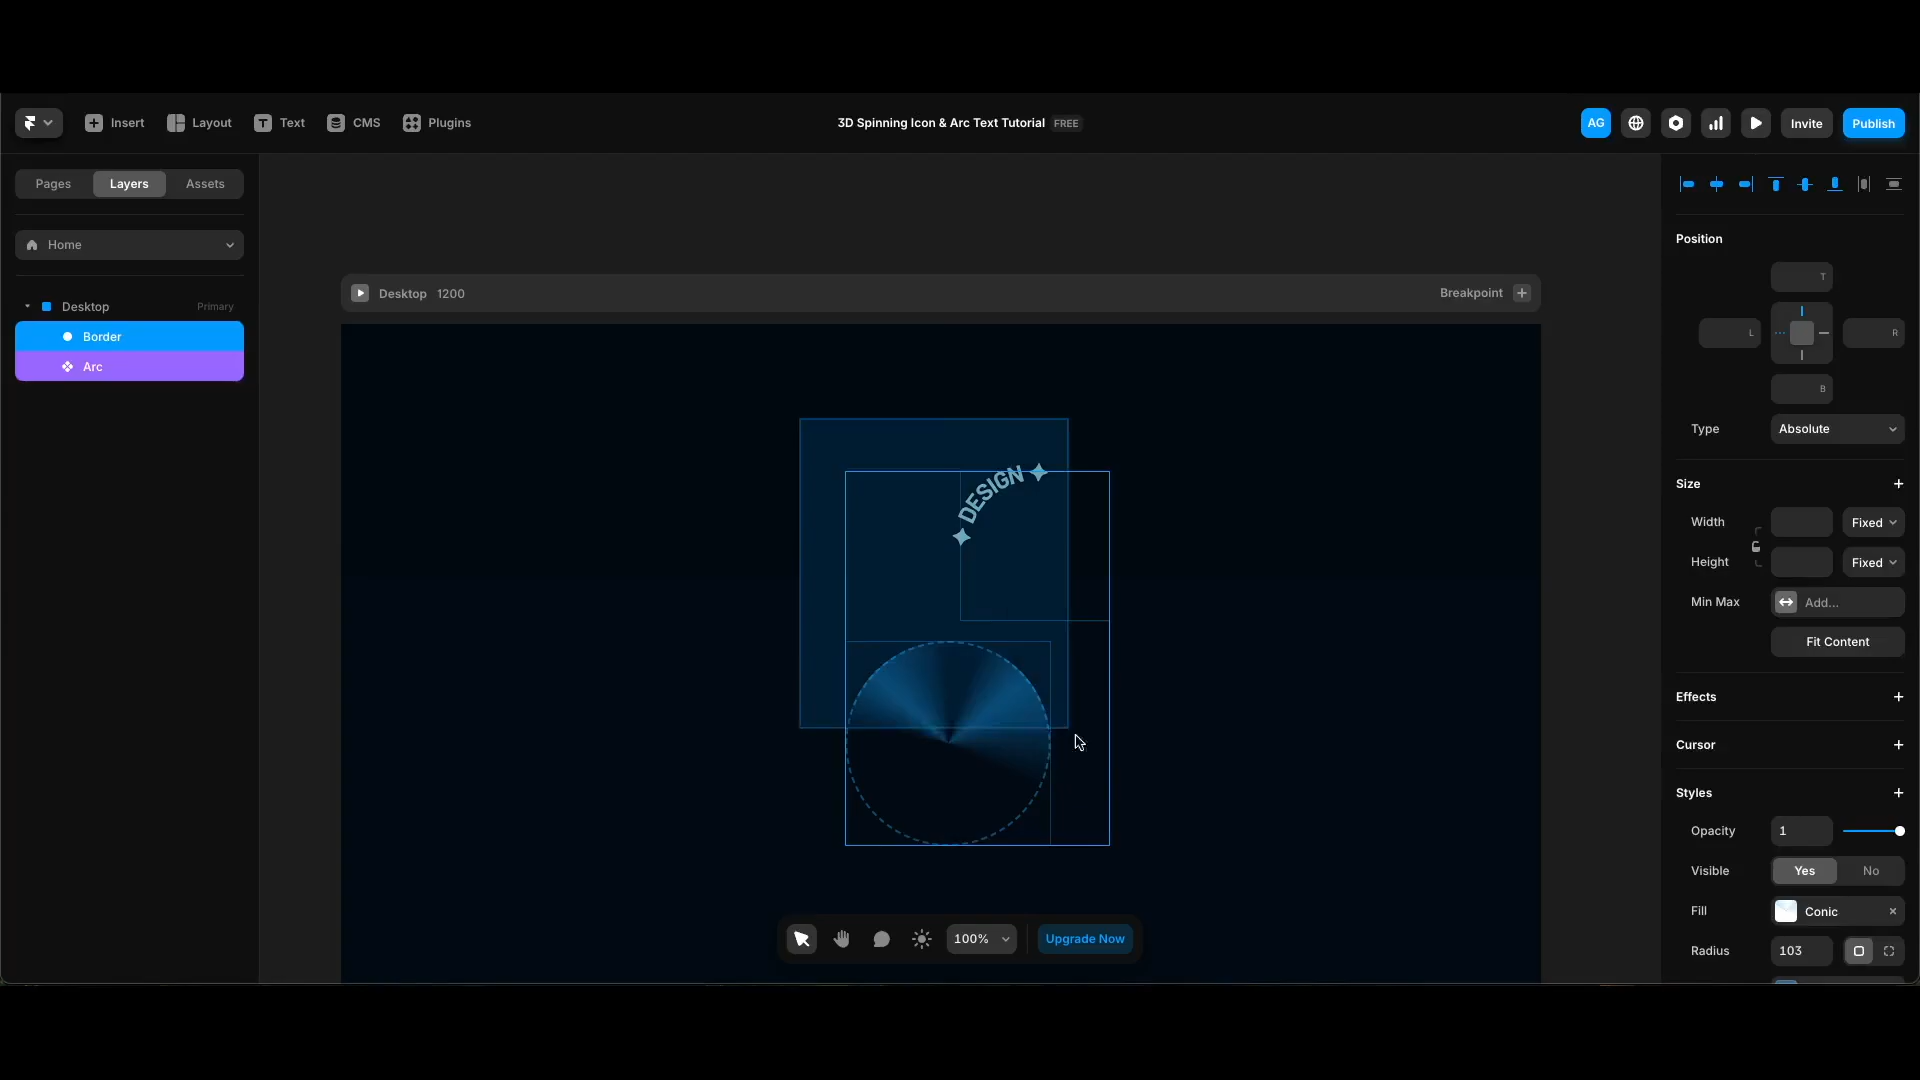 Insert
Layout
Text
CMS
Plugins
3D Spinning Icon & Arc Text Tutorial FREE
AG
Invite
Publish
Pages
Layers
Assets
Home
Desktop
Primary
Border
Arc
Desktop 1200
Breakpoint
DESIGN
100%
Upgrade Now
Position
T
L
R
B
Type
Absolute
Size
Width
Fixed
Height
Fixed
Min Max
Add...
Fit Content
Effects
Cursor
Styles
Opacity
1
Visible
Yes
No
Fill
Conic
Radius
103